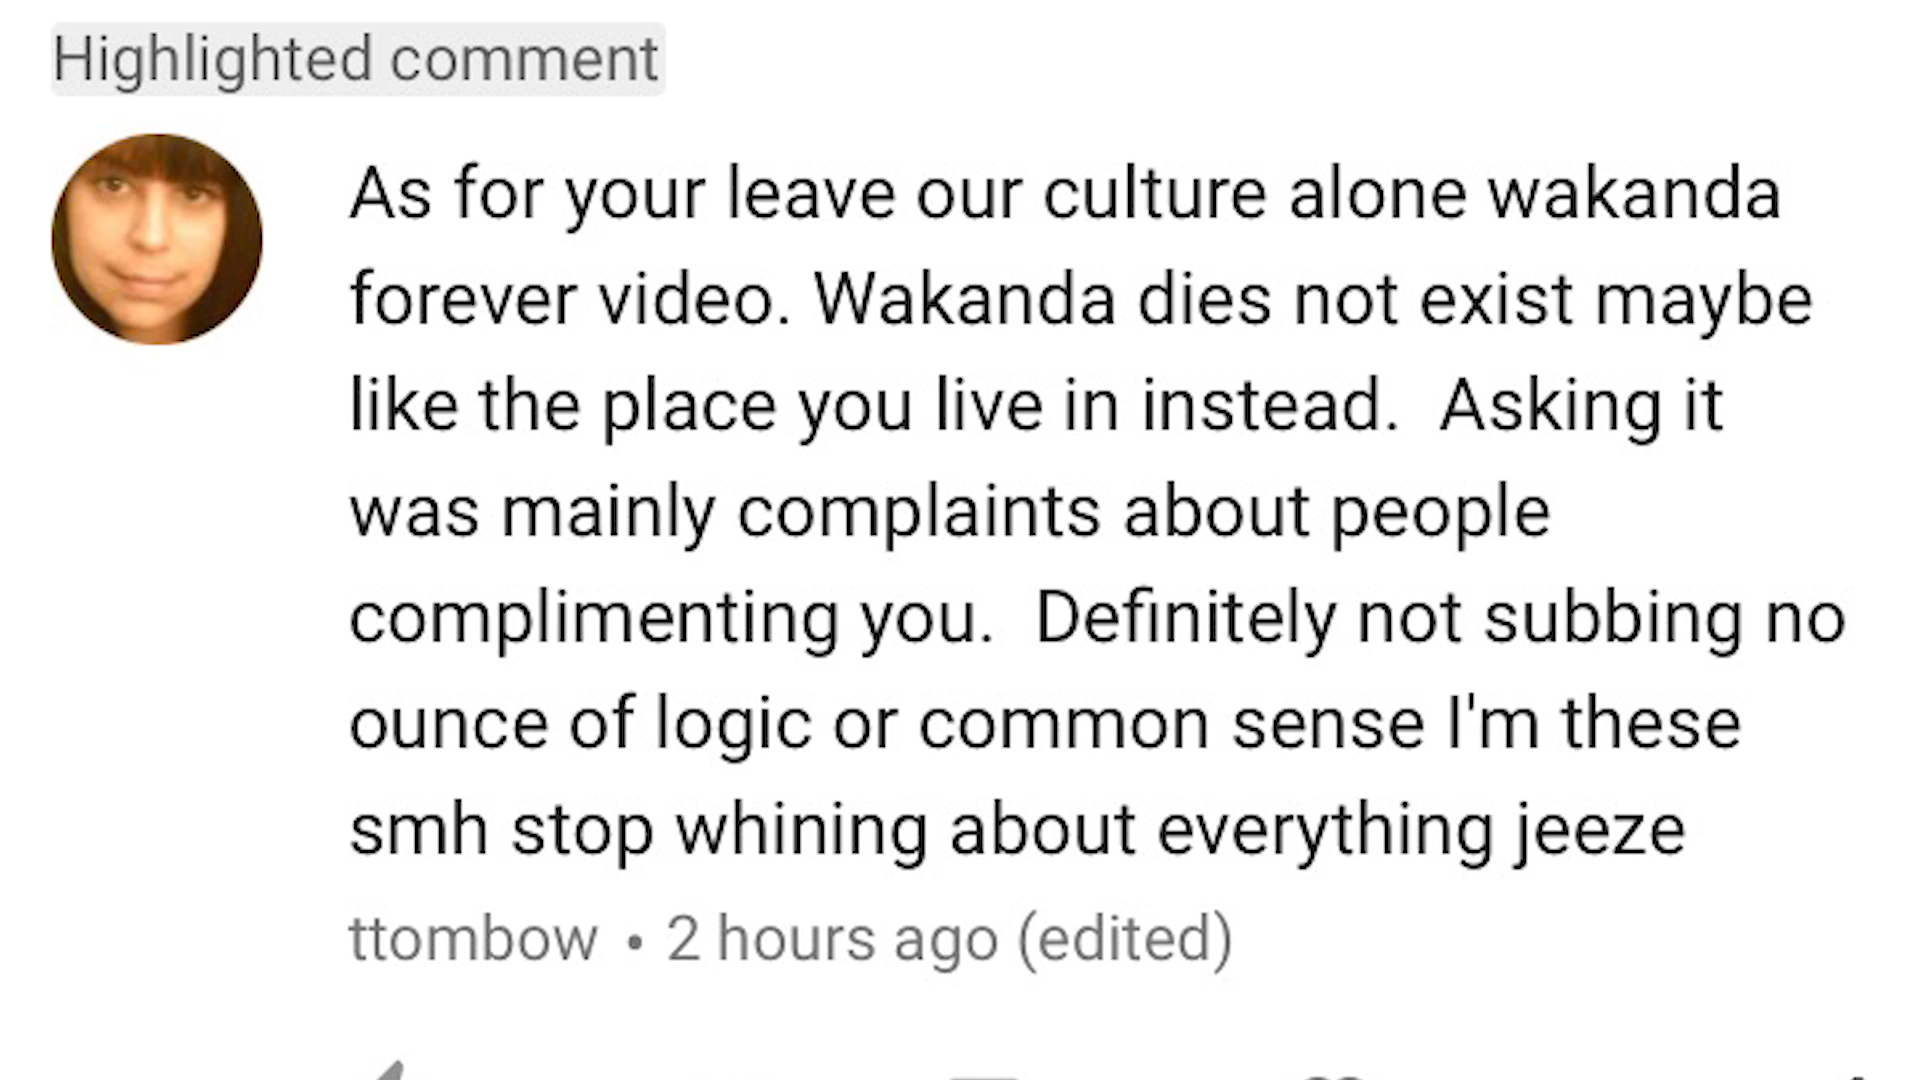 Highlighted comment
As for your leave our culture alone wakanda
forever video. Wakanda dies not exist maybe
like the place you live in instead.  Asking it
was mainly complaints about people
complimenting you.  Definitely not subbing no
ounce of logic or common sense I'm these
smh stop whining about everything jeeze
ttombow • 2 hours ago (edited)